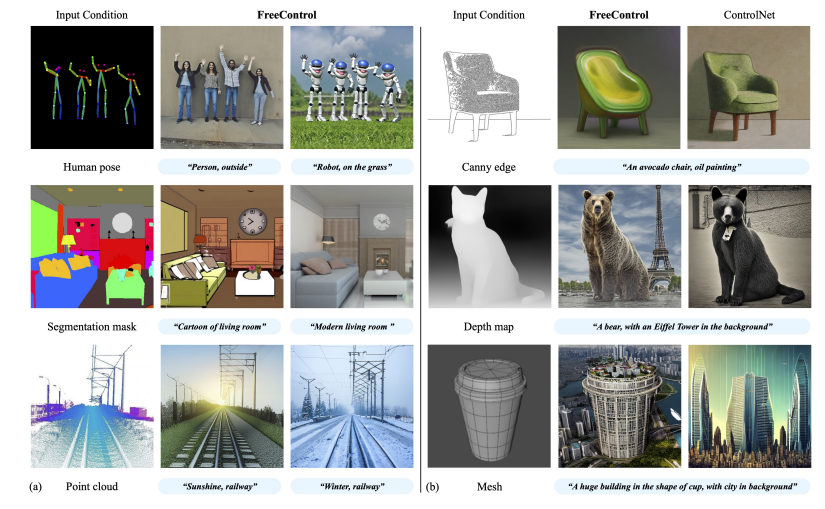 Input Condition
FreeControl
Human pose
“Person, outside”
“Robot, on the grass”
Segmentation mask
“Cartoon of living room”
“Modern living room ”
(a)
Point cloud
“Sunshine, railway”
“Winter, railway”
Input Condition
FreeControl
ControlNet
Canny edge
“An avocado chair, oil painting”
Depth map
“A bear, with an Eiffel Tower in the background”
(b)
Mesh
“A huge building in the shape of cup, with city in background”